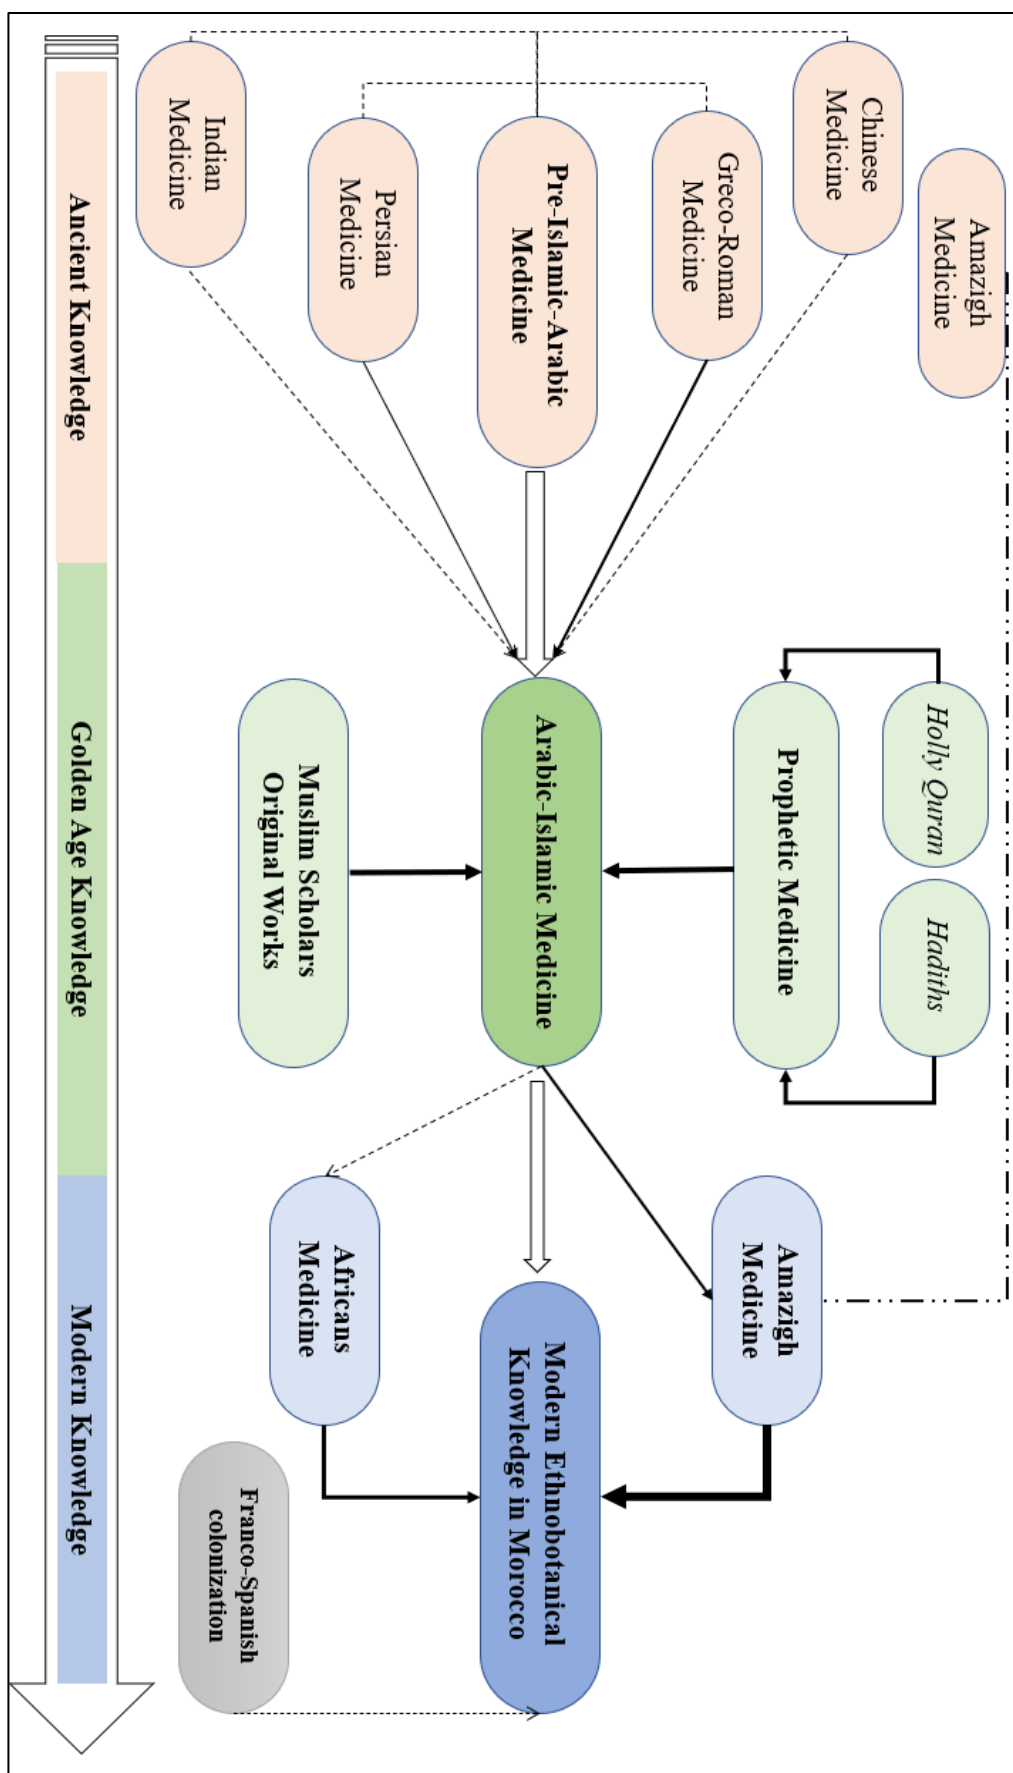 Amazigh
Medicine
Chinese
Medicine
Greco-Roman
Medicine
Pre-Islamic-Arabic
Medicine
Persian
Medicine
Indian
Medicine
Ancient Knowledge
Holly Quran
Hadiths
Prophetic Medicine
Arabic-Islamic Medicine
Muslim Scholars
Original Works
Golden Age Knowledge
Amazigh
Medicine
Modern Ethnobotanical
Knowledge in Morocco
Africans
Medicine
Franco-Spanish
colonization
Modern Knowledge